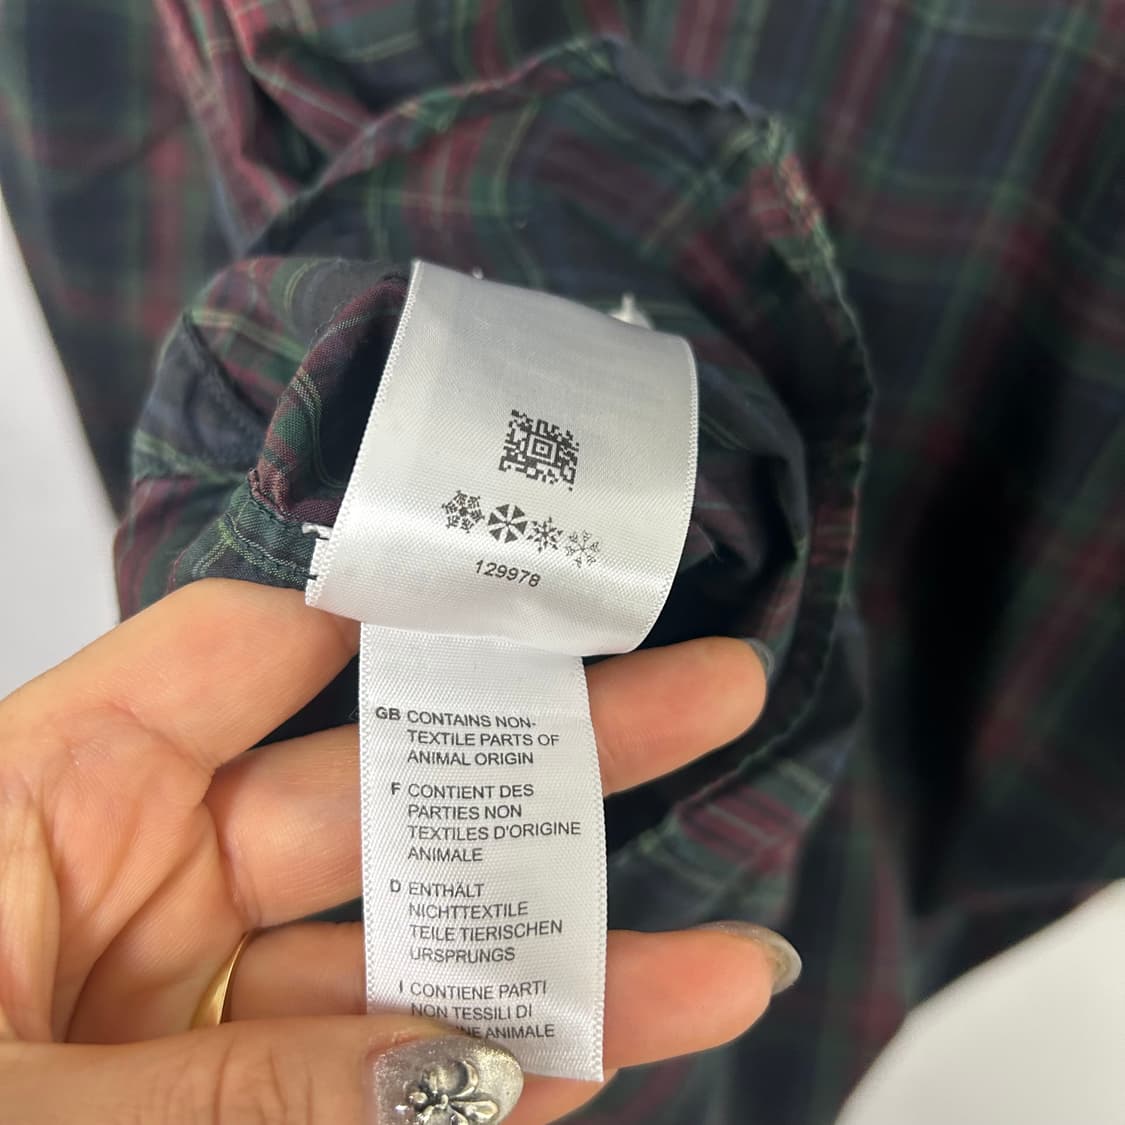 129978
GB CONTAINS NON-
TEXTILE PARTS OF
ANIMAL ORIGIN
F CONTIENT DES
PARTIES NON
TEXTILES D'ORIGINE
ANIMALE
D ENTHÄLT
NICHTTEXTILE
TEILE TIERISCHEN
URSPRUNGS
I CONTIENE PARTI
NON TESSILI DI
ANIMALE